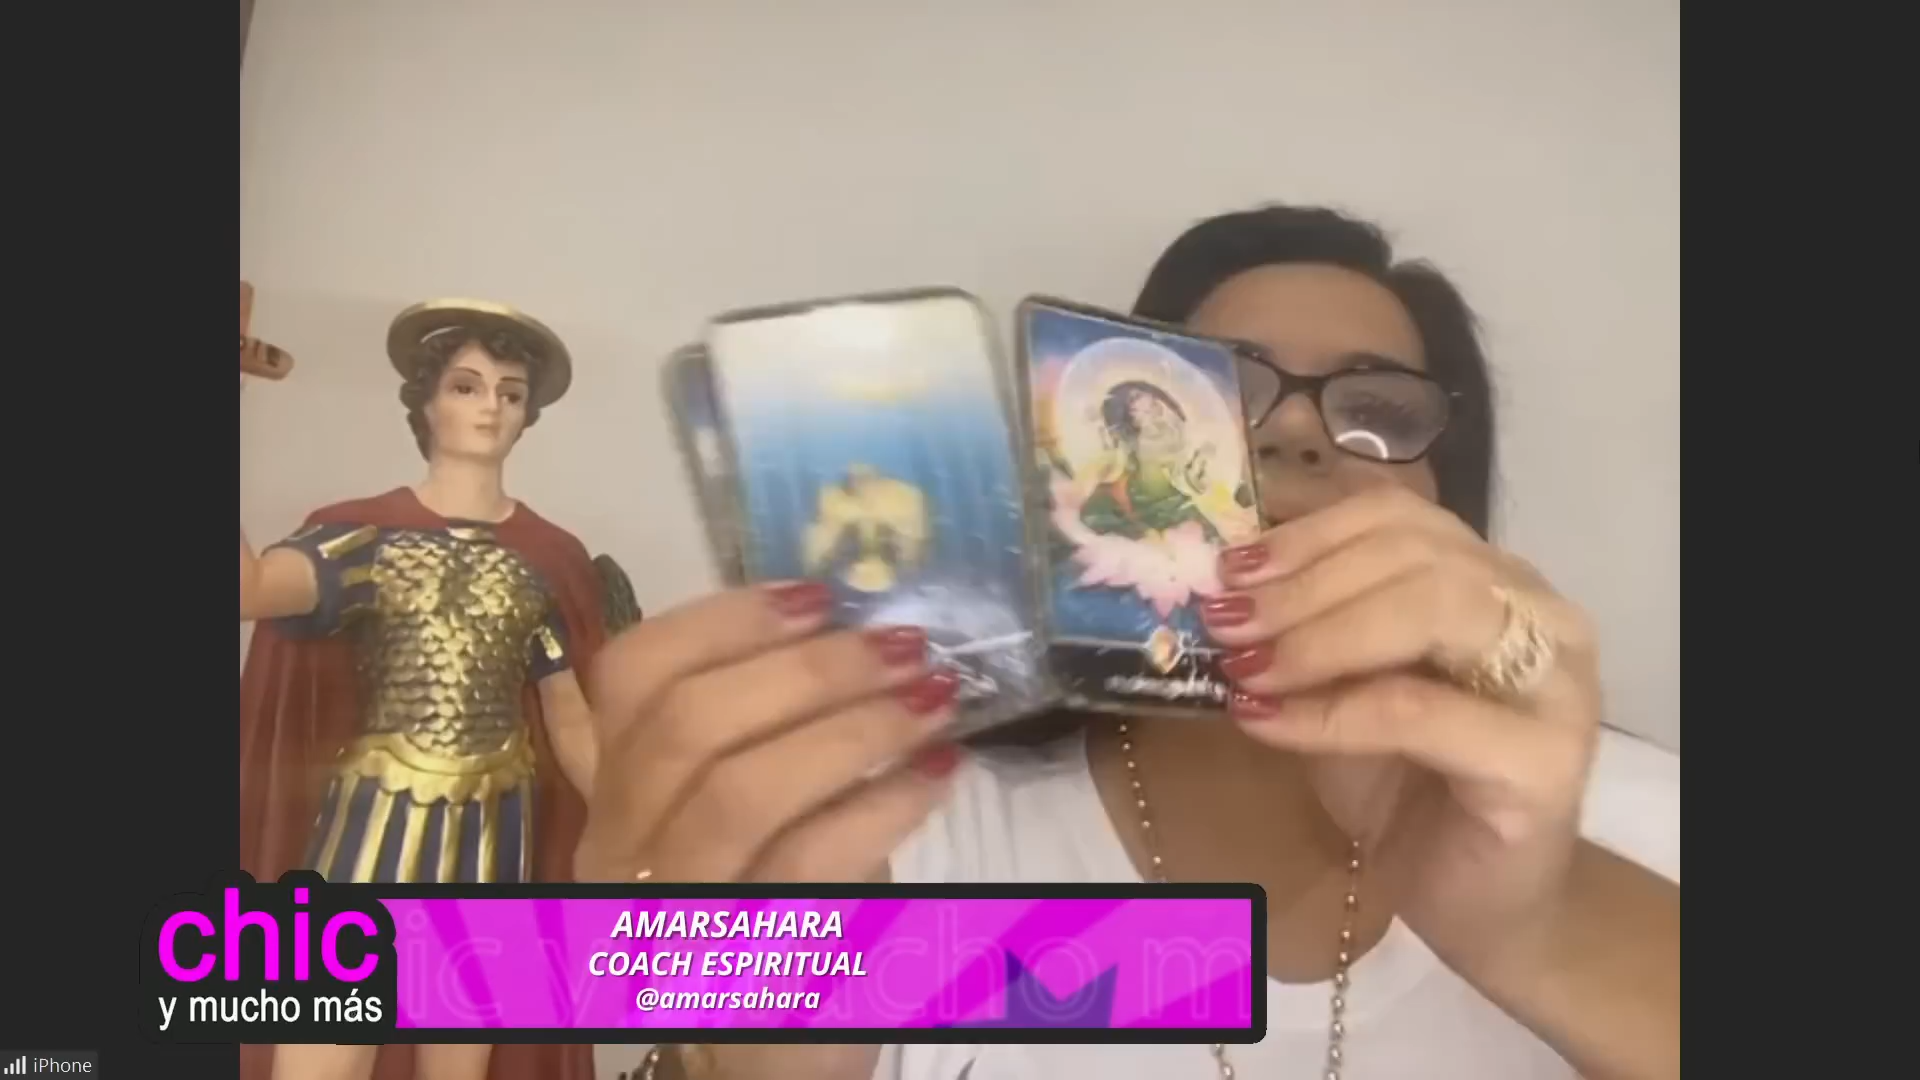 AMARSAHARA
COACH ESPIRITUAL
@amarsahara
chic
y mucho más
iPhone